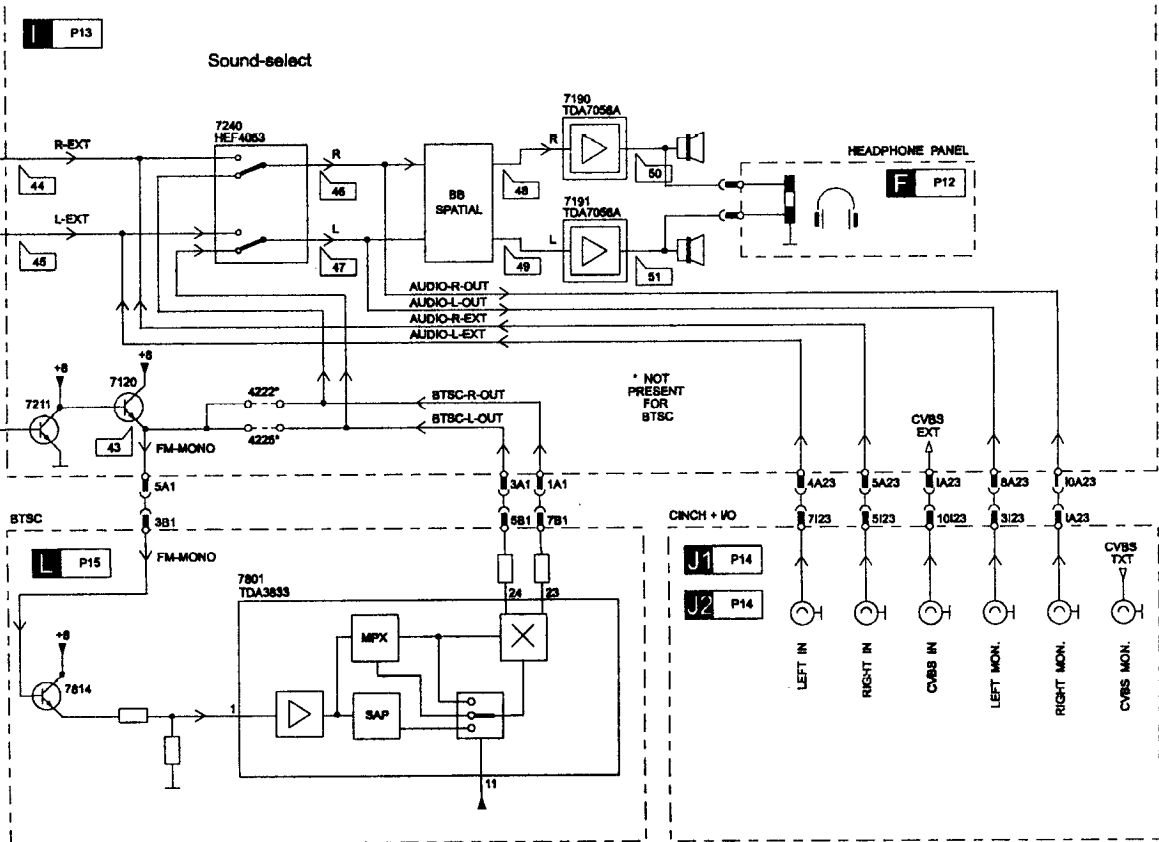 I P13
Sound-select
7240
HEF4053
R-EXT
44
L-EXT
45
R
46
L
47
BB
SPATIAL
48
49
7190
TDA7056A
R
50
7191
TDA7056A
L
51
HEADPHONE PANEL
F P12
AUDIO-R-OUT
AUDIO-L-OUT
AUDIO-R-EXT
AUDIO-L-EXT
+8
+8
7120
7211
43
FM-MONO
4222*
4225*
BTSC-R-OUT
BTSC-L-OUT
* NOT
PRESENT
FOR
BTSC
CVBS
EXT
5A1
3A1
1A1
4A23
5A23
IA23
8A23
I0A23
BTSC
3B1
5B1
7B1
CINCH + I/O
7I23
5I23
10I23
3I23
IA23
L P15
FM-MONO
7801
TDA3833
24
23
J1 P14
J2 P14
CVBS
TXT
+8
7814
1
MPX
SAP
11
LEFT IN
RIGHT IN
CVBS IN
LEFT MON.
RIGHT MON.
CVBS MON.